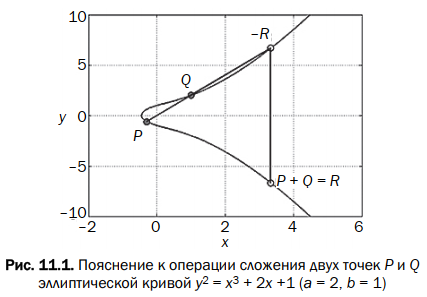 10
–R
5
Q
y 0
P
–5
P + Q = R
–10
–2 0 2 4 6
x
Рис. 11.1. Пояснение к операции сложения двух точек P и Q
эллиптической кривой y² = x³ + 2x +1 (a = 2, b = 1)